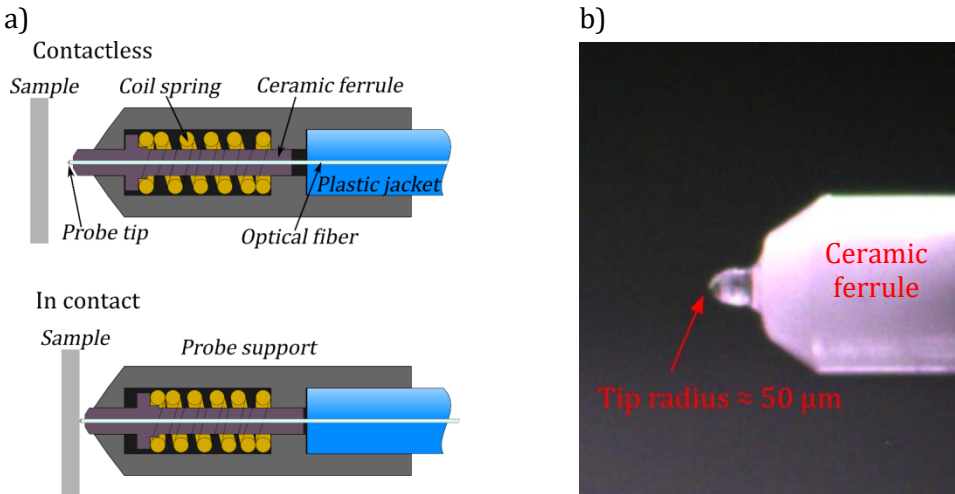 a)
Contactless
Sample
Coil spring
Ceramic ferrule
Plastic jacket
Probe tip
Optical fiber
In contact
Sample
Probe support
b)
Ceramic
ferrule
Tip radius ≈ 50 μm